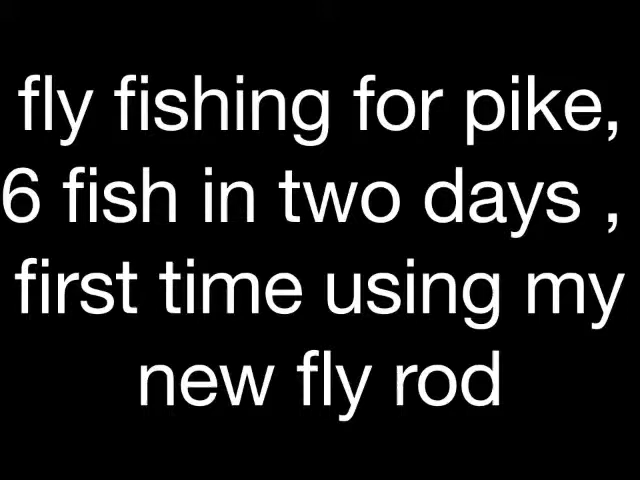 fly fishing for pike,
6 fish in two days ,
first time using my
new fly rod